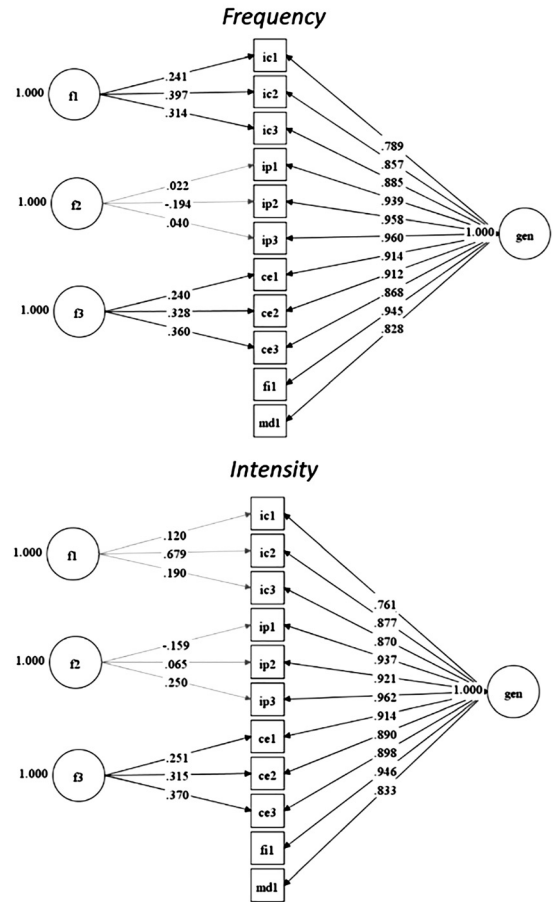 Frequency
1.000
f1
.241
.397
.314
ic1
ic2
ic3
1.000
f2
.022
-.194
.040
ip1
ip2
ip3
1.000
f3
.240
.328
.360
ce1
ce2
ce3
fi1
md1
.789
.857
.885
.939
.958
.960
.914
.912
.868
.945
.828
1.000
gen
Intensity
1.000
f1
.120
.679
.190
ic1
ic2
ic3
1.000
f2
-.159
.065
.250
ip1
ip2
ip3
1.000
f3
.251
.315
.370
ce1
ce2
ce3
fi1
md1
.761
.877
.870
.937
.921
.962
.914
.890
.898
.946
.833
1.000
gen